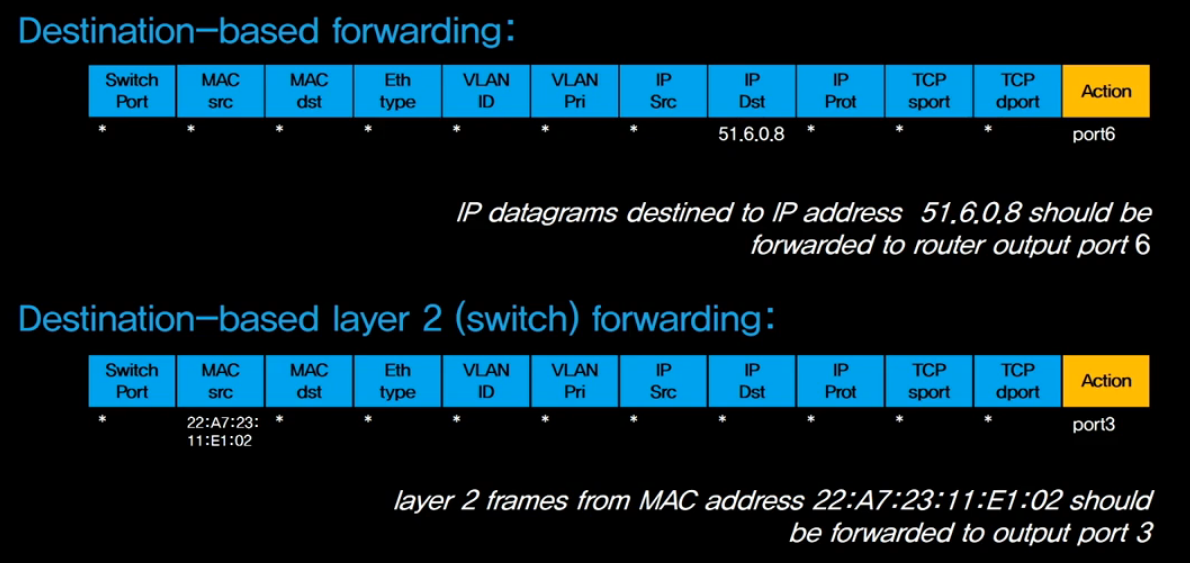 Destination-based forwarding:
Switch Port MAC src MAC dst Eth type VLAN ID VLAN Pri IP Src IP Dst IP Prot TCP sport TCP dport Action
* * * * * * * 51.6.0.8 * * * port6
IP datagrams destined to IP address 51.6.0.8 should be
forwarded to router output port 6
Destination-based layer 2 (switch) forwarding:
Switch Port MAC src MAC dst Eth type VLAN ID VLAN Pri IP Src IP Dst IP Prot TCP sport TCP dport Action
* 22:A7:23:11:E1:02 * * * * * * * * * port3
layer 2 frames from MAC address 22:A7:23:11:E1:02 should
be forwarded to output port 3